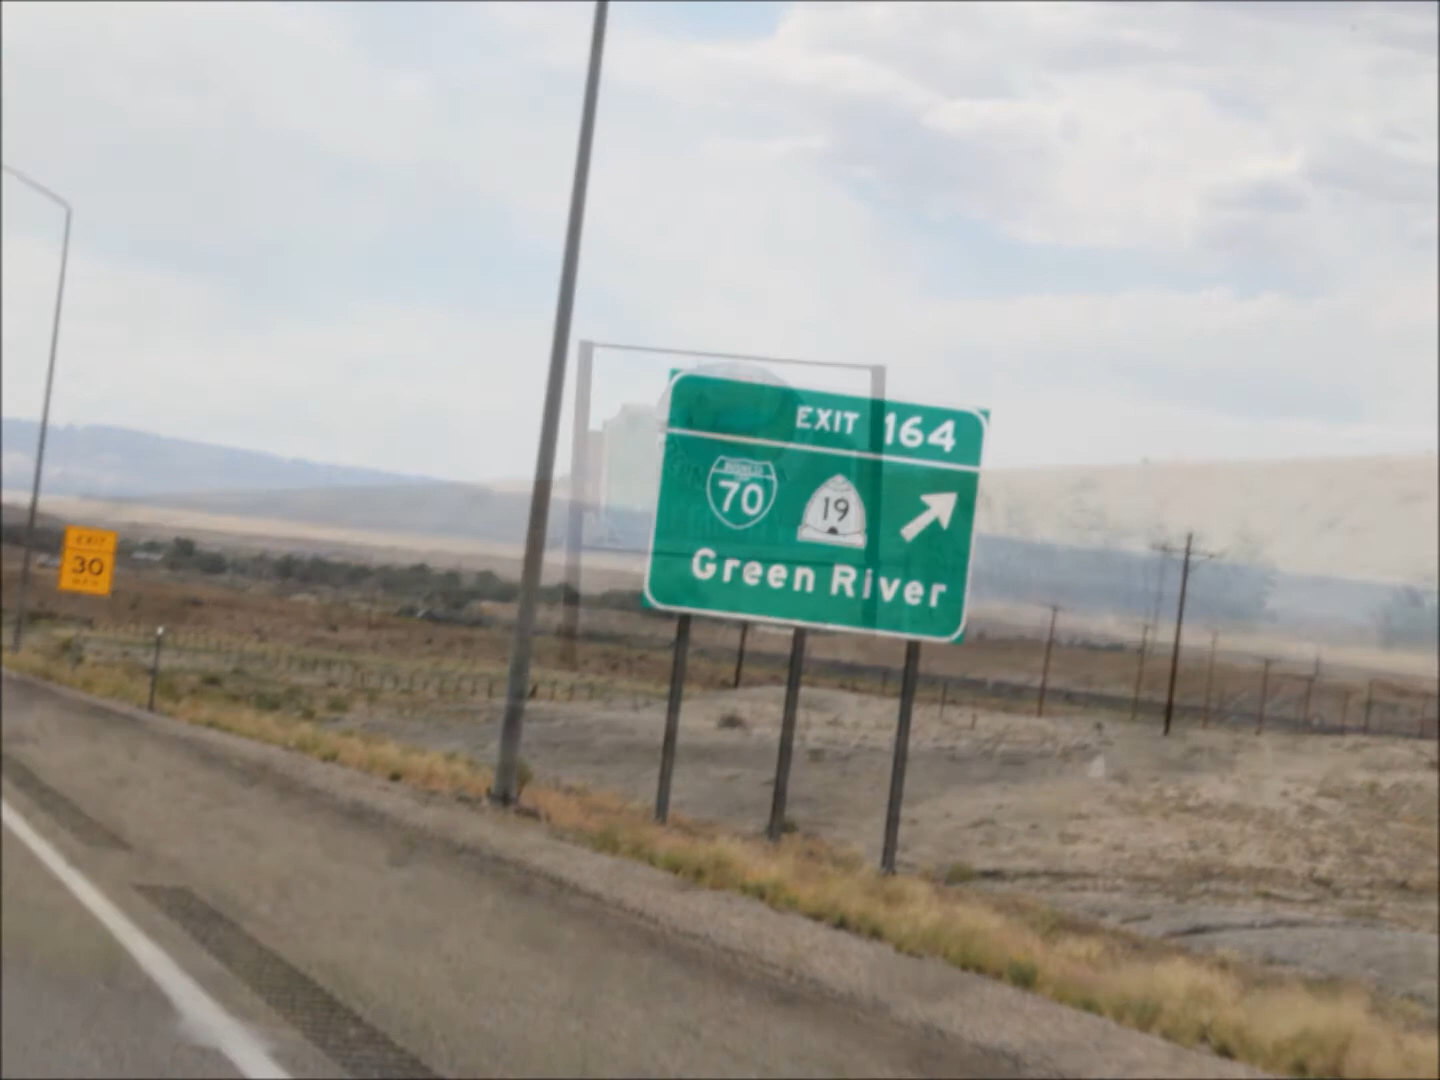 EXIT 164
BUSINESS
70
19
Green River
EXIT
30
M.P.H.